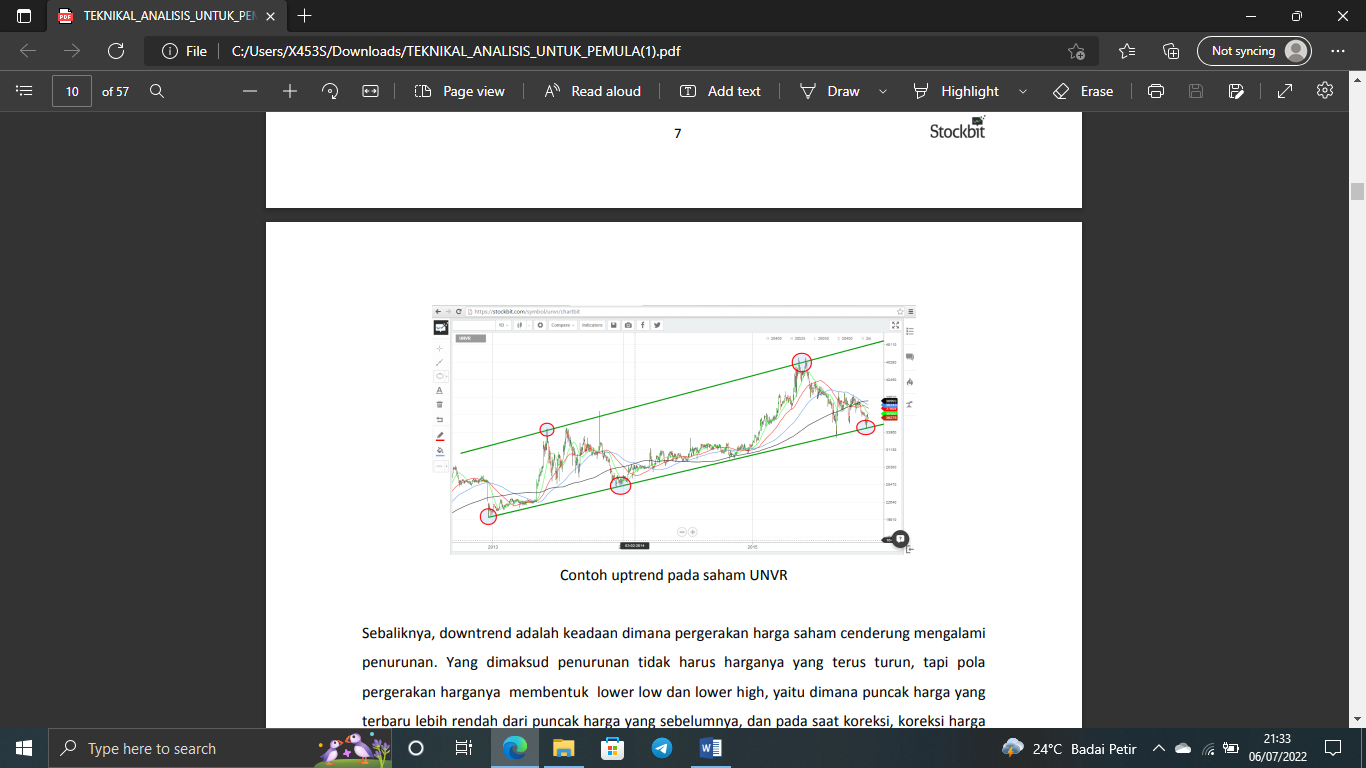 TEKNIKAL_ANALISIS_UNTUK_PEM
File C:/Users/X453S/Downloads/TEKNIKAL_ANALISIS_UNTUK_PEMULA(1).pdf Not syncing
10 of 57 Page view Read aloud Add text Draw Highlight Erase
7 Stockbit
https://stockbit.com/symbol/unvr/chartbit
1D Compare Indicators
UNVR
2013 03-02-2014 2015
Contoh uptrend pada saham UNVR
Sebaliknya, downtrend adalah keadaan dimana pergerakan harga saham cenderung mengalami
penurunan. Yang dimaksud penurunan tidak harus harganya yang terus turun, tapi pola
pergerakan harganya membentuk lower low dan lower high, yaitu dimana puncak harga yang
terbaru lebih rendah dari puncak harga yang sebelumnya, dan pada saat koreksi, koreksi harga
Type here to search
24°C Badai Petir
21:33
06/07/2022